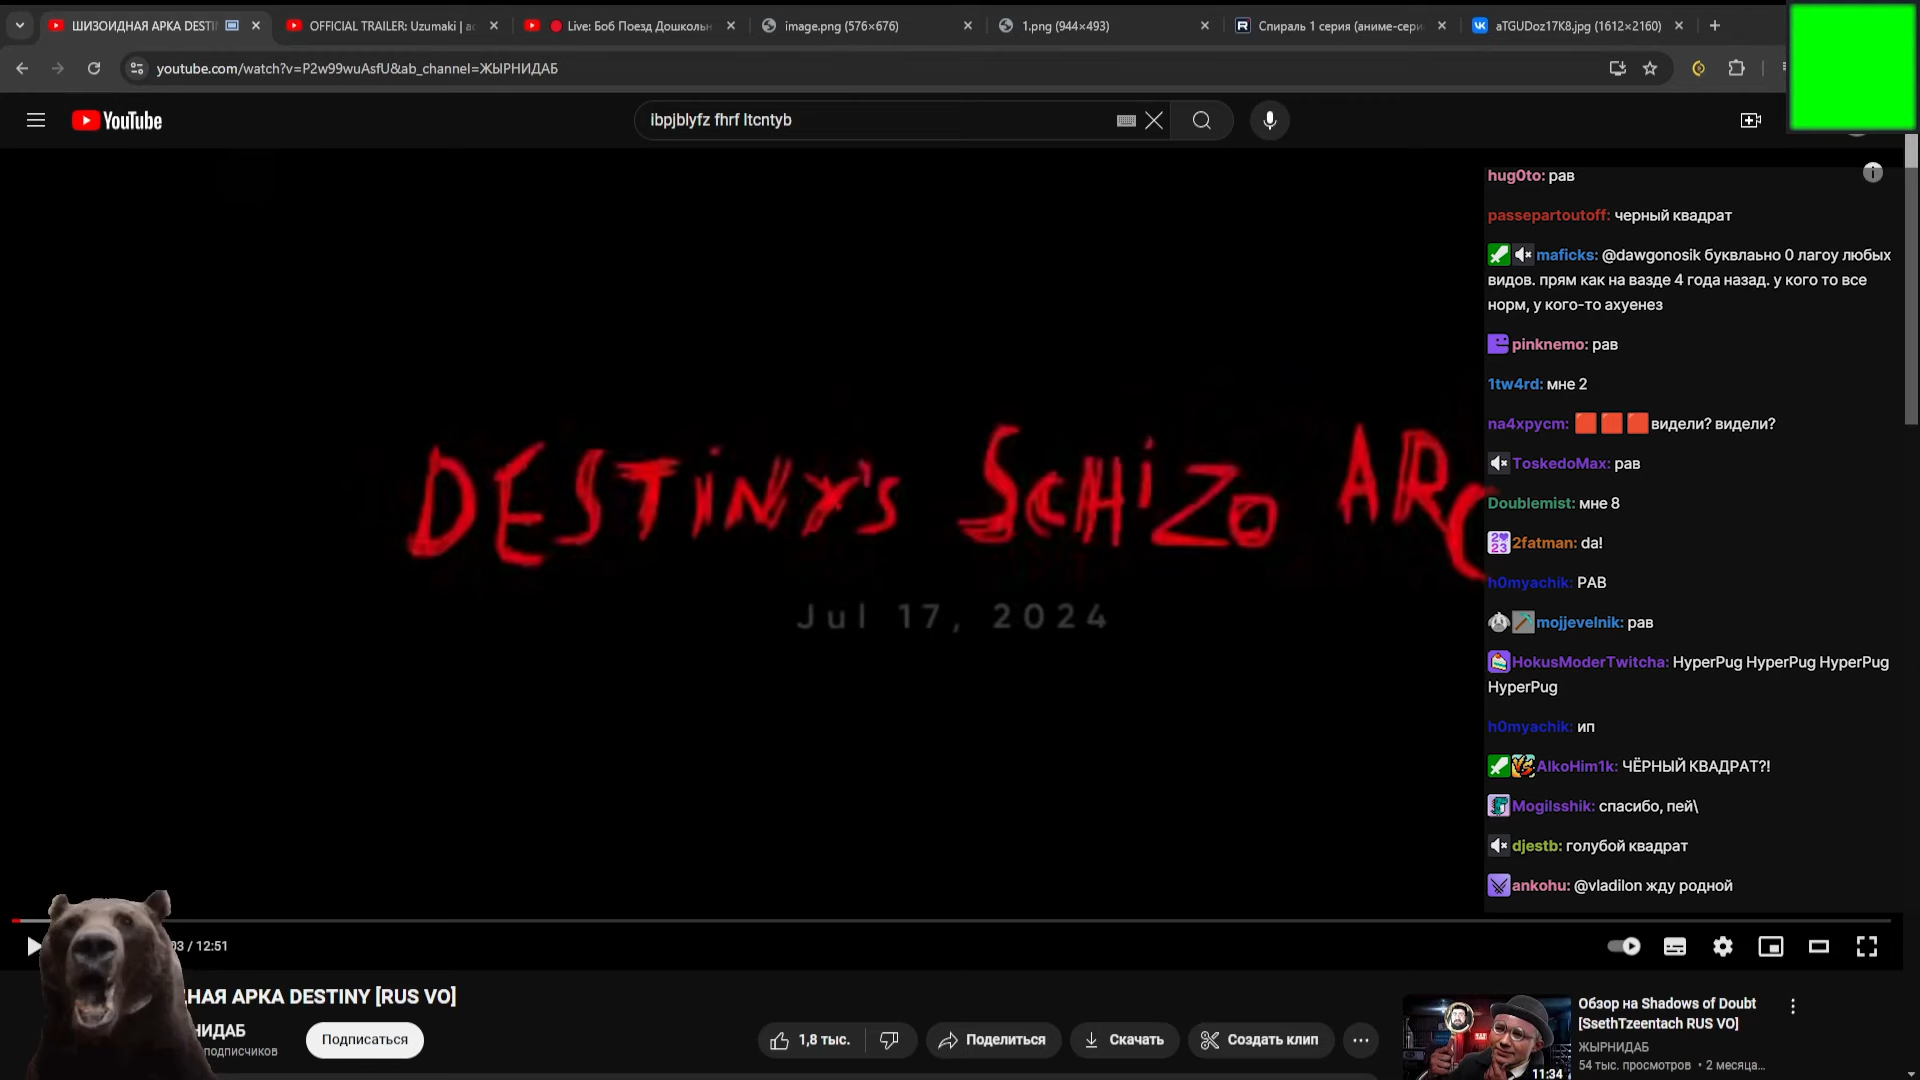 ШИЗОИДНАЯ АРКА DESTI
OFFICIAL TRAILER: Uzumaki | a
Live: Боб Поезд Дошкольн
image.png (576×676)
1.png (944×493)
Спираль 1 серия (аниме-сери
aTGUDoz17K8.jpg (1612×2160)
youtube.com/watch?v=P2w99wuAsfU&ab_channel=ЖЫРНИДАБ
YouTube
ibpjblyfz fhrf ltcntyb
hug0to: рав
passepartoutoff: черный квадрат
maficks: @dawgonosik буквлаьно 0 лагоу любых
видов. прям как на вазде 4 года назад. у кого то все
норм, у кого-то ахуенез
pinknemo: рав
1tw4rd: мне 2
na4xpycm: видели? видели?
ToskedoMax: рав
Doublemist: мне 8
2fatman: da!
h0myachik: РАВ
mojjevelnik: рав
HokusModerTwitcha: HyperPug HyperPug HyperPug
HyperPug
h0myachik: ип
AlkoHim1k: ЧЁРНЫЙ КВАДРАТ?!
Mogilsshik: спасибо, пей\
djestb: голубой квадрат
ankohu: @vladilon жду родной
DESTiNY's SCHiZO ARC
Jul 17, 2024
03 / 12:51
НАЯ АРКА DESTINY [RUS VO]
НИДАБ
подписчиков
Подписаться
1,8 тыс.
Поделиться
Скачать
Создать клип
Обзор на Shadows of Doubt
[SsethTzeentach RUS VO]
ЖЫРНИДАБ
54 тыс. просмотров • 2 месяца...
11:34